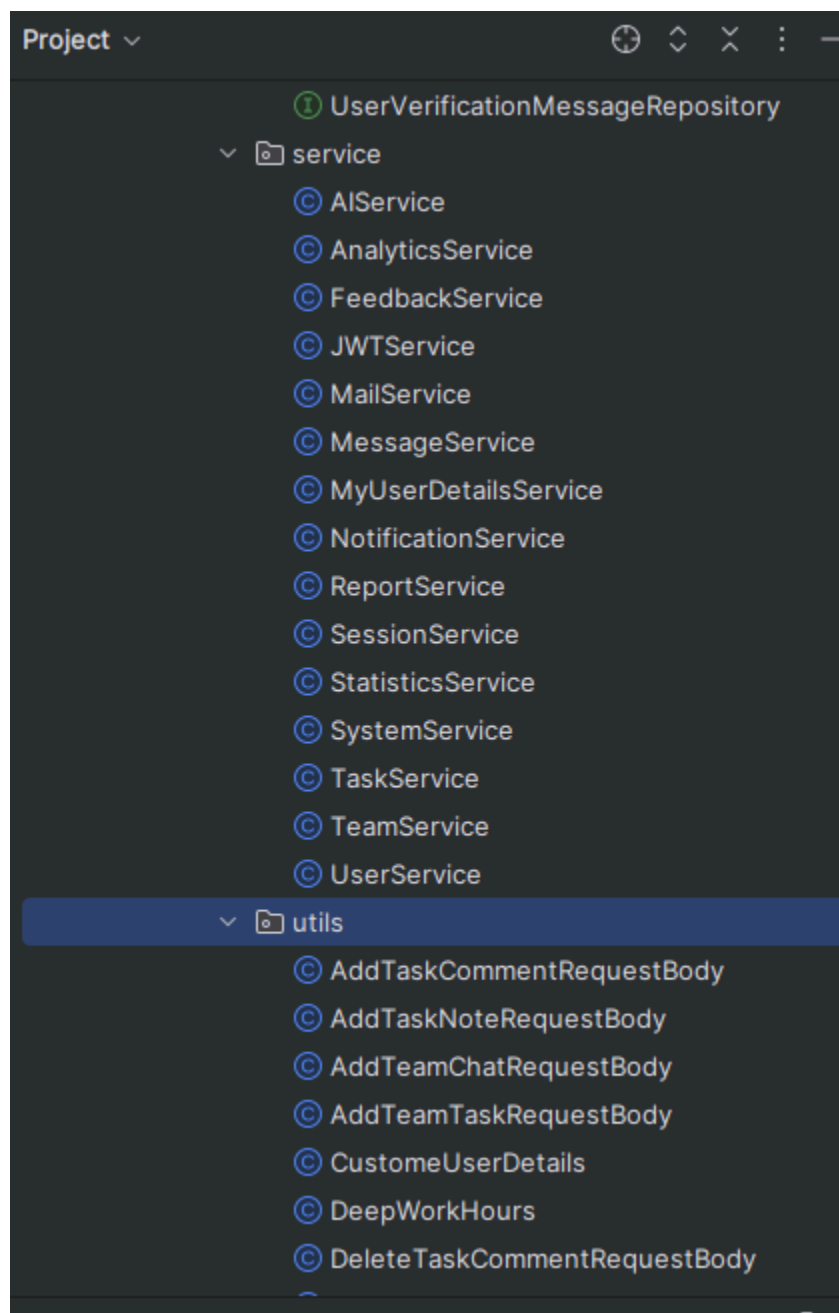 Project
UserVerificationMessageRepository
service
AIService
AnalyticsService
FeedbackService
JWTService
MailService
MessageService
MyUserDetailsService
NotificationService
ReportService
SessionService
StatisticsService
SystemService
TaskService
TeamService
UserService
utils
AddTaskCommentRequestBody
AddTaskNoteRequestBody
AddTeamChatRequestBody
AddTeamTaskRequestBody
CustomeUserDetails
DeepWorkHours
DeleteTaskCommentRequestBody